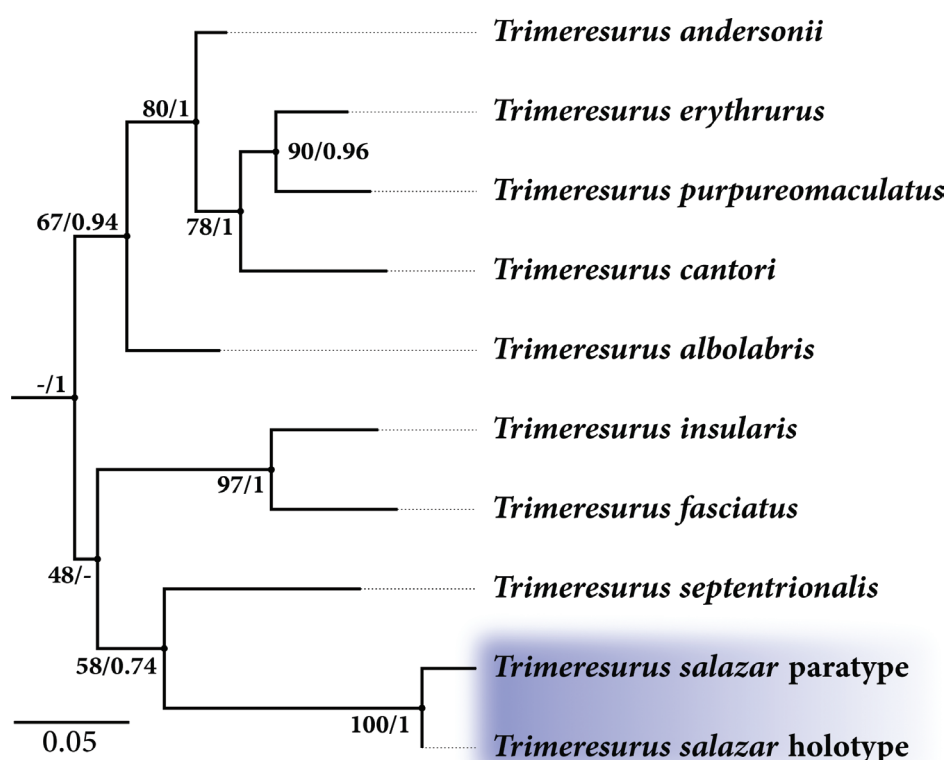 Trimeresurus andersonii
80/1
Trimeresurus erythrurus
90/0.96
Trimeresurus purpureomaculatus
67/0.94
78/1
Trimeresurus cantori
Trimeresurus albolabris
-/1
Trimeresurus insularis
97/1
Trimeresurus fasciatus
48/-
Trimeresurus septentrionalis
58/0.74
Trimeresurus salazar paratype
100/1
0.05
Trimeresurus salazar holotype